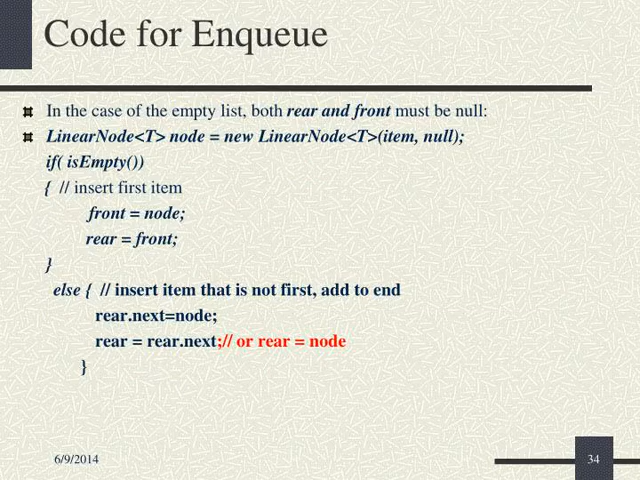 Code for Enqueue
In the case of the empty list, both rear and front must be null:
LinearNode<T> node = new LinearNode<T>(item, null);
if( isEmpty())
{ // insert first item
front = node;
rear = front;
}
else { // insert item that is not first, add to end
rear.next=node;
rear = rear.next;// or rear = node
}
6/9/2014
34